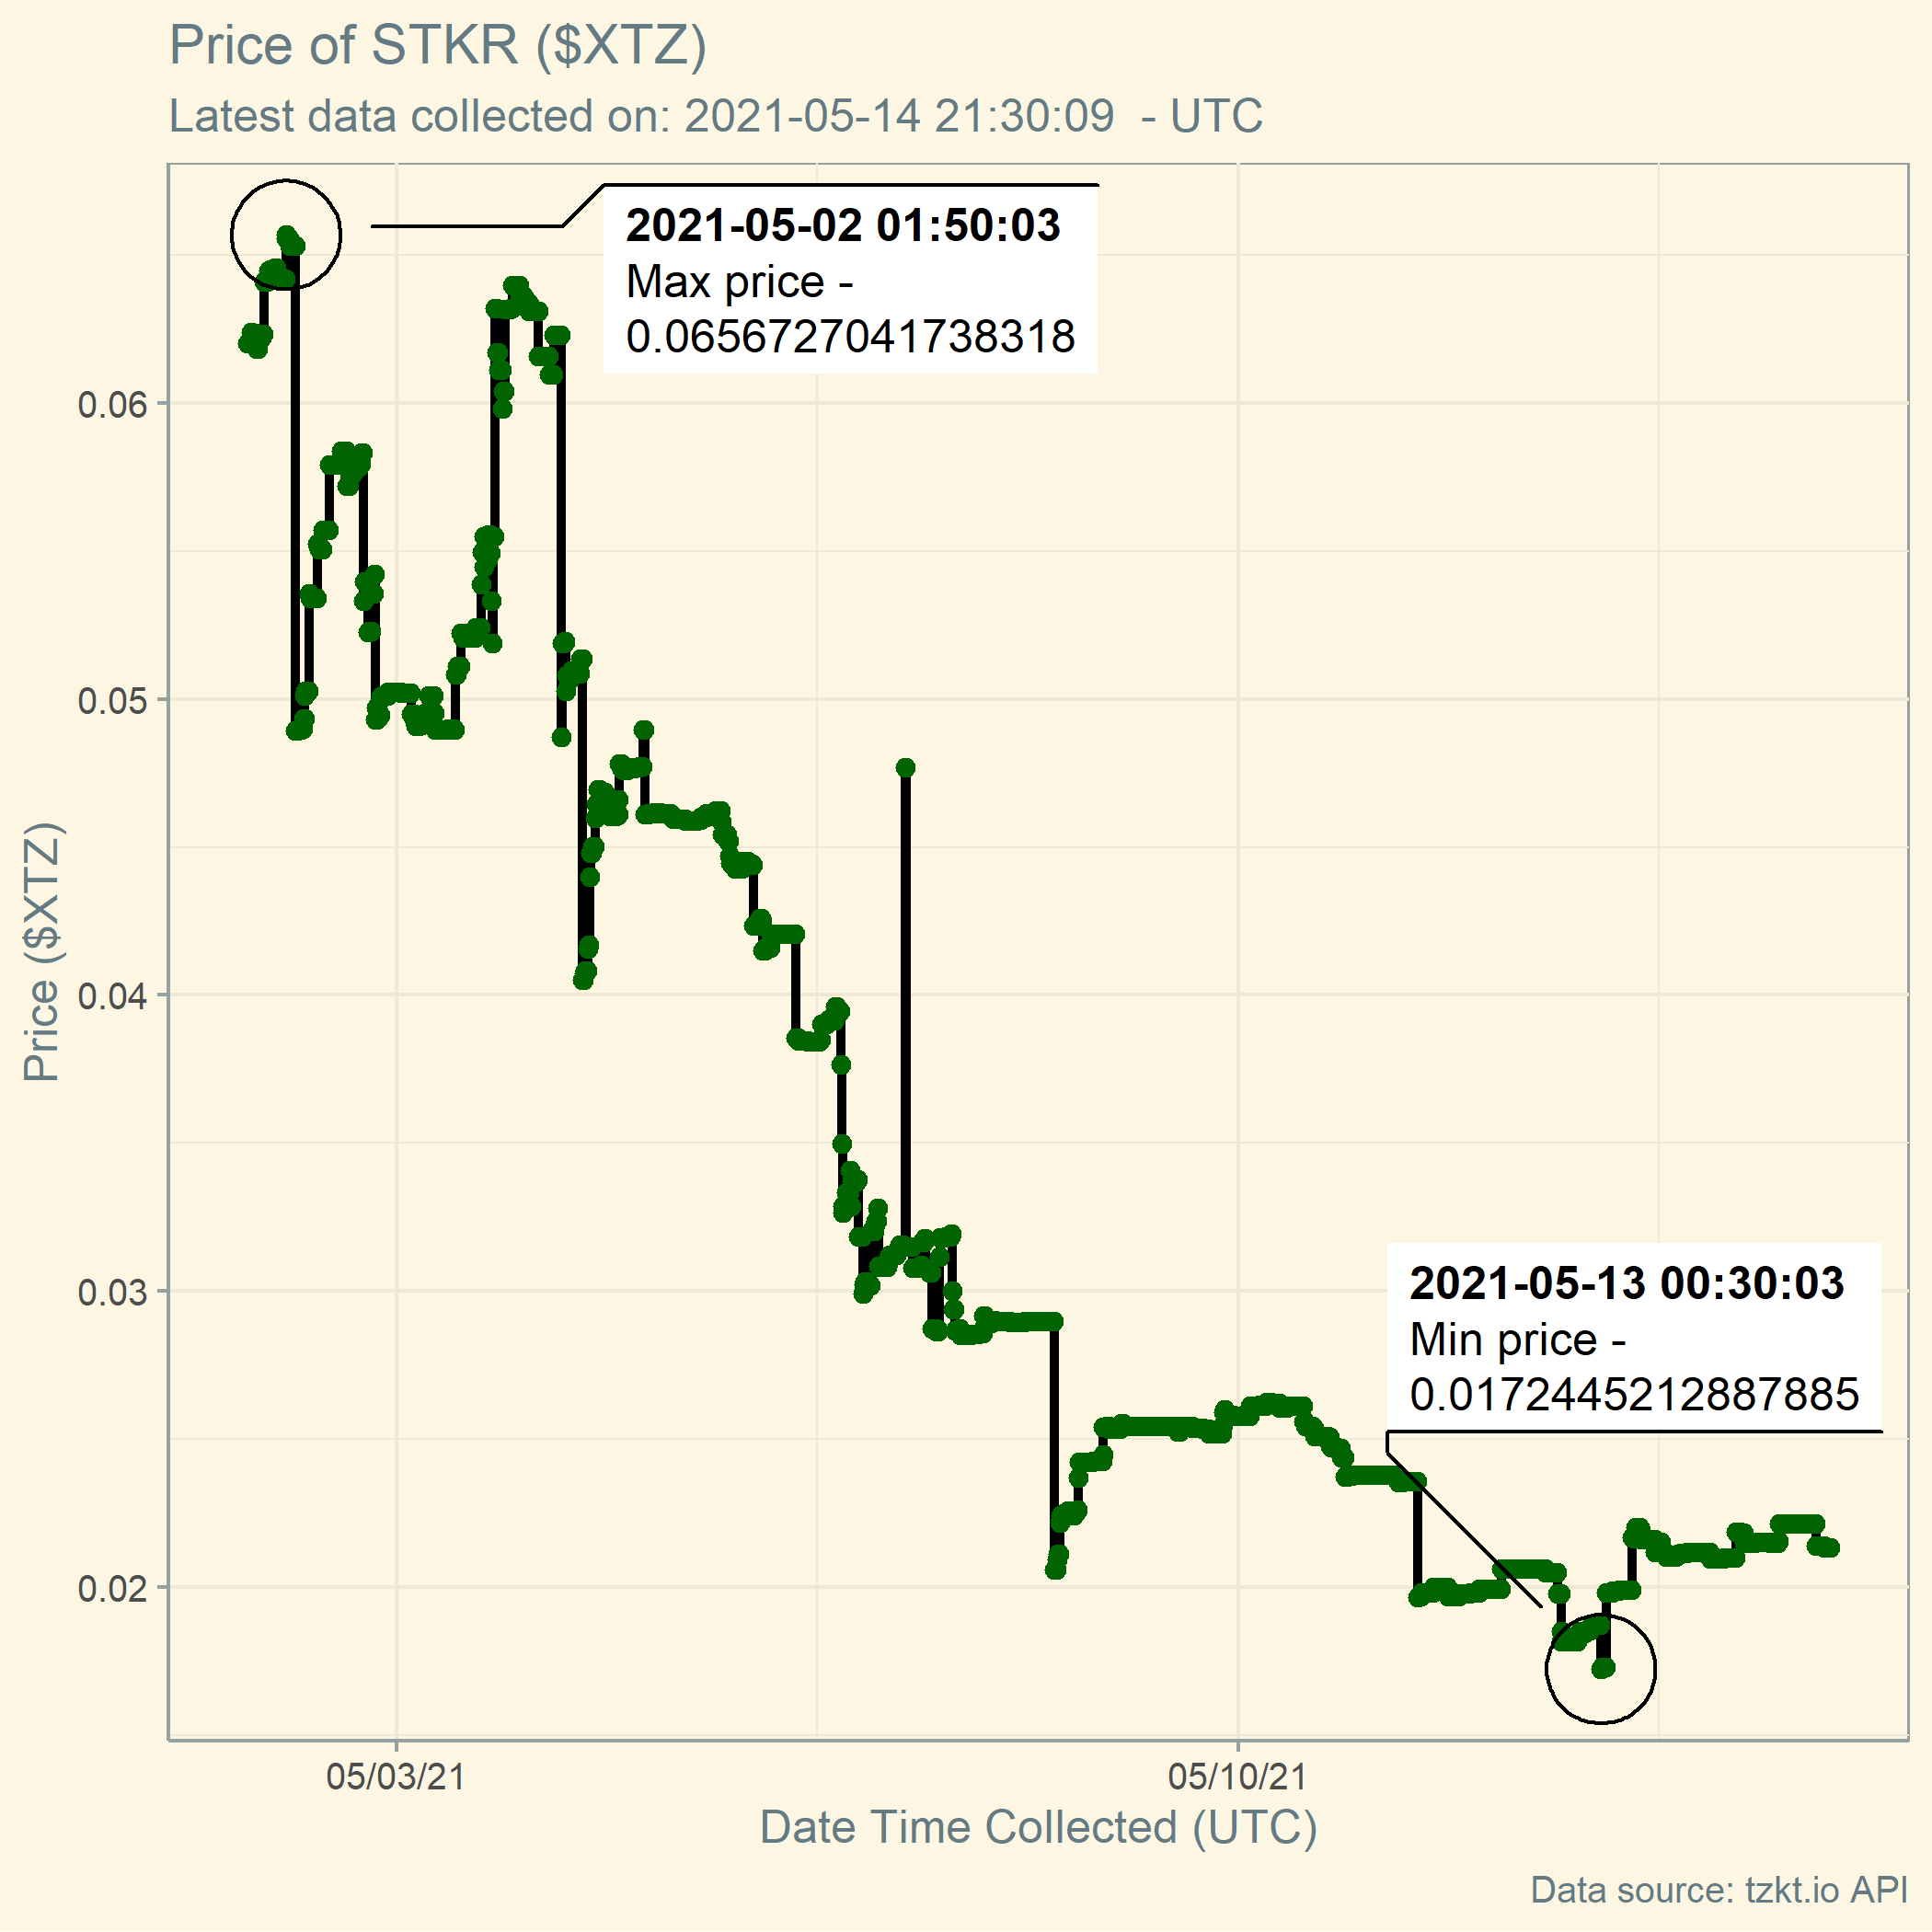 Price of STKR ($XTZ)
Latest data collected on: 2021-05-14 21:30:09  - UTC
2021-05-02 01:50:03
Max price -
0.0656727041738318
0.06
0.05
0.04
0.03
0.02
Price ($XTZ)
2021-05-13 00:30:03
Min price -
0.0172445212887885
05/03/21
05/10/21
Date Time Collected (UTC)
Data source: tzkt.io API